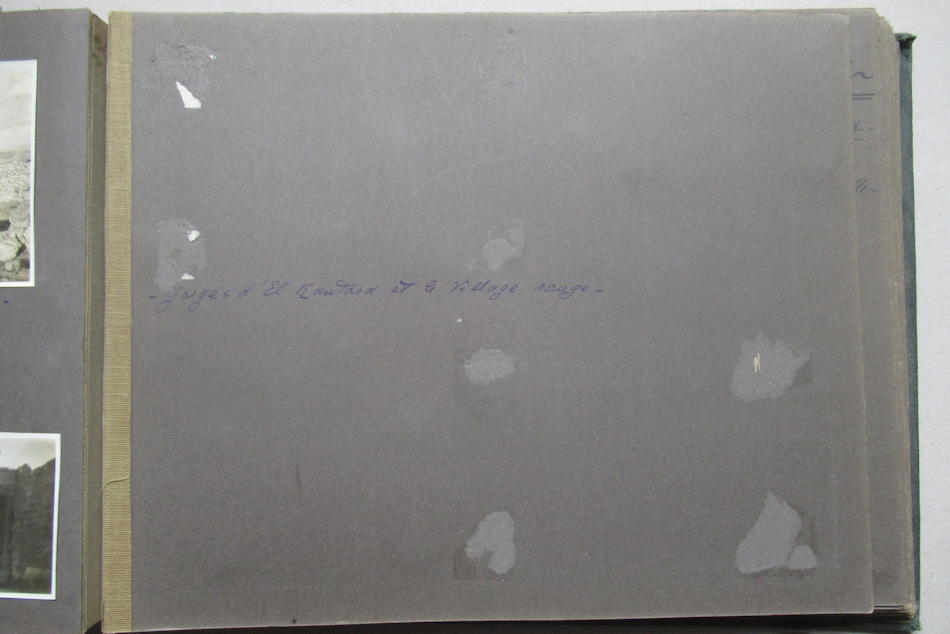 - Gorges d'El Kantara et le Village rouge -